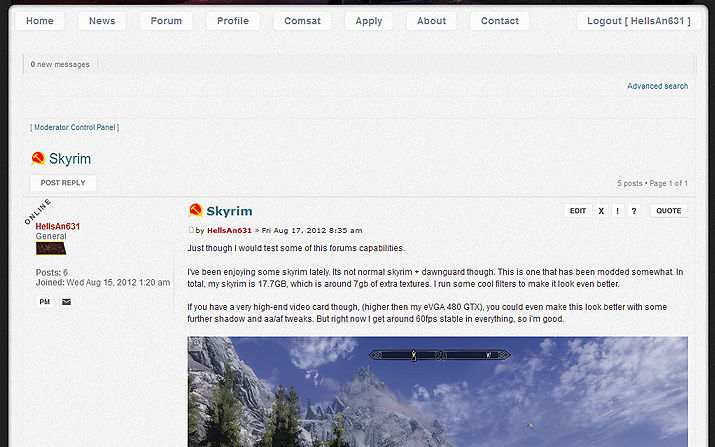 Home News Forum Profile Comsat Apply About Contact Logout [ HellsAn631 ]
0 new messages
Advanced search
[ Moderator Control Panel ]
Skyrim
POST REPLY
5 posts • Page 1 of 1
ONLINE
HellsAn631
General
Posts: 6
Joined: Wed Aug 15, 2012 1:20 am
PM
Skyrim
EDIT X ! ? QUOTE
by HellsAn631 » Fri Aug 17, 2012 8:35 am
Just though I would test some of this forums capabilities.
I've been enjoying some skyrim lately. Its not normal skyrim + dawnguard though. This is one that has been modded somewhat. In
total, my skyrim is 17.7GB, which is around 7gb of extra textures. I run some cool filters to make it look even better.
If you have a very high-end video card though, (higher then my eVGA 480 GTX), you could even make this look better with some
further shadow and aa/af tweaks. But right now I get around 60fps stable in everything, so i'm good.